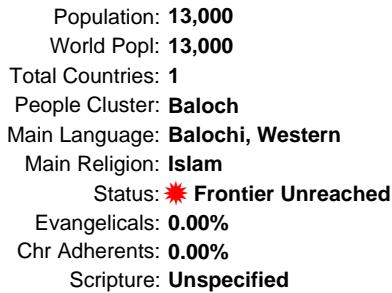 Population: 13,000
World Popl: 13,000
Total Countries: 1
People Cluster: Baloch
Main Language: Balochi, Western
Main Religion: Islam
Status: Frontier Unreached
Evangelicals: 0.00%
Chr Adherents: 0.00%
Scripture: Unspecified